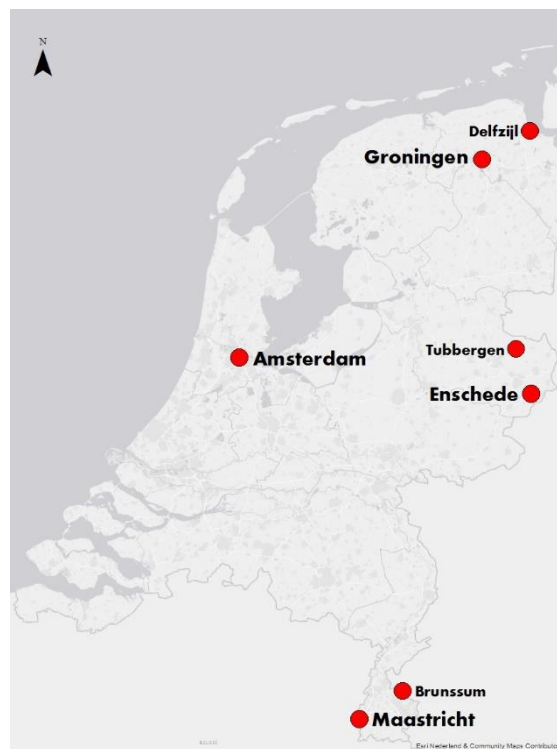 N
Delfzijl
Groningen
Tubbergen
Amsterdam
Enschede
Brunssum
Maastricht
Esri Nederland & Community Maps Contributo